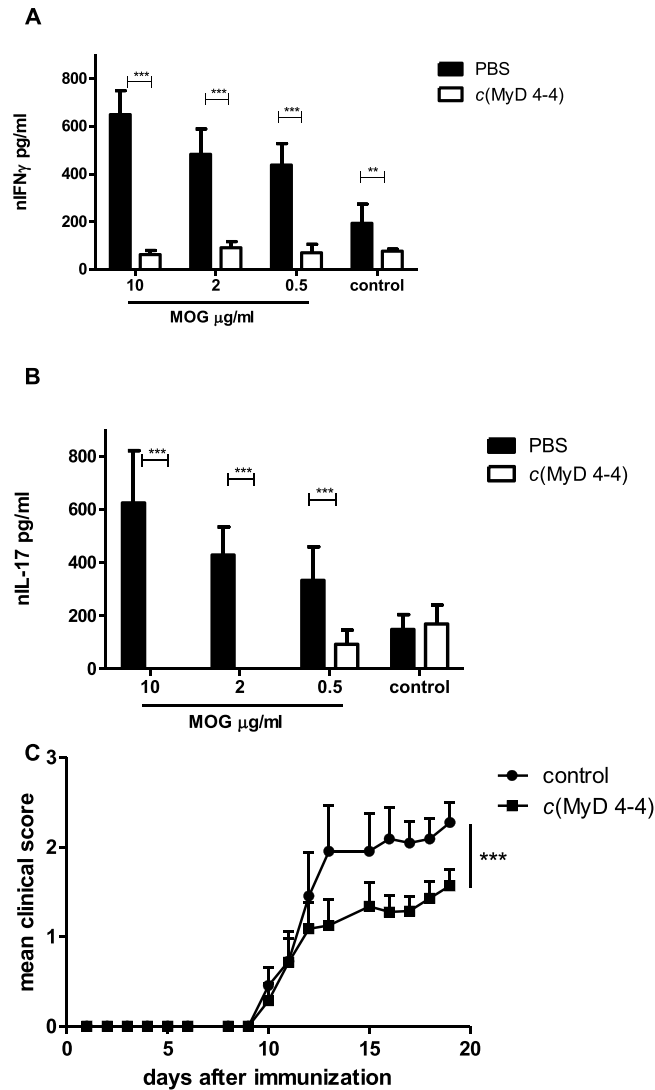 A
PBS
c(MyD 4-4)
nIFNγ pg/ml
800
600
400
200
0
***
***
***
**
10 2 0.5 control
MOG μg/ml
B
PBS
c(MyD 4-4)
nIL-17 pg/ml
800
600
400
200
0
***
***
***
10 2 0.5 control
MOG μg/ml
C
control
c(MyD 4-4)
mean clinical score
3
2
1
0
***
0 5 10 15 20
days after immunization